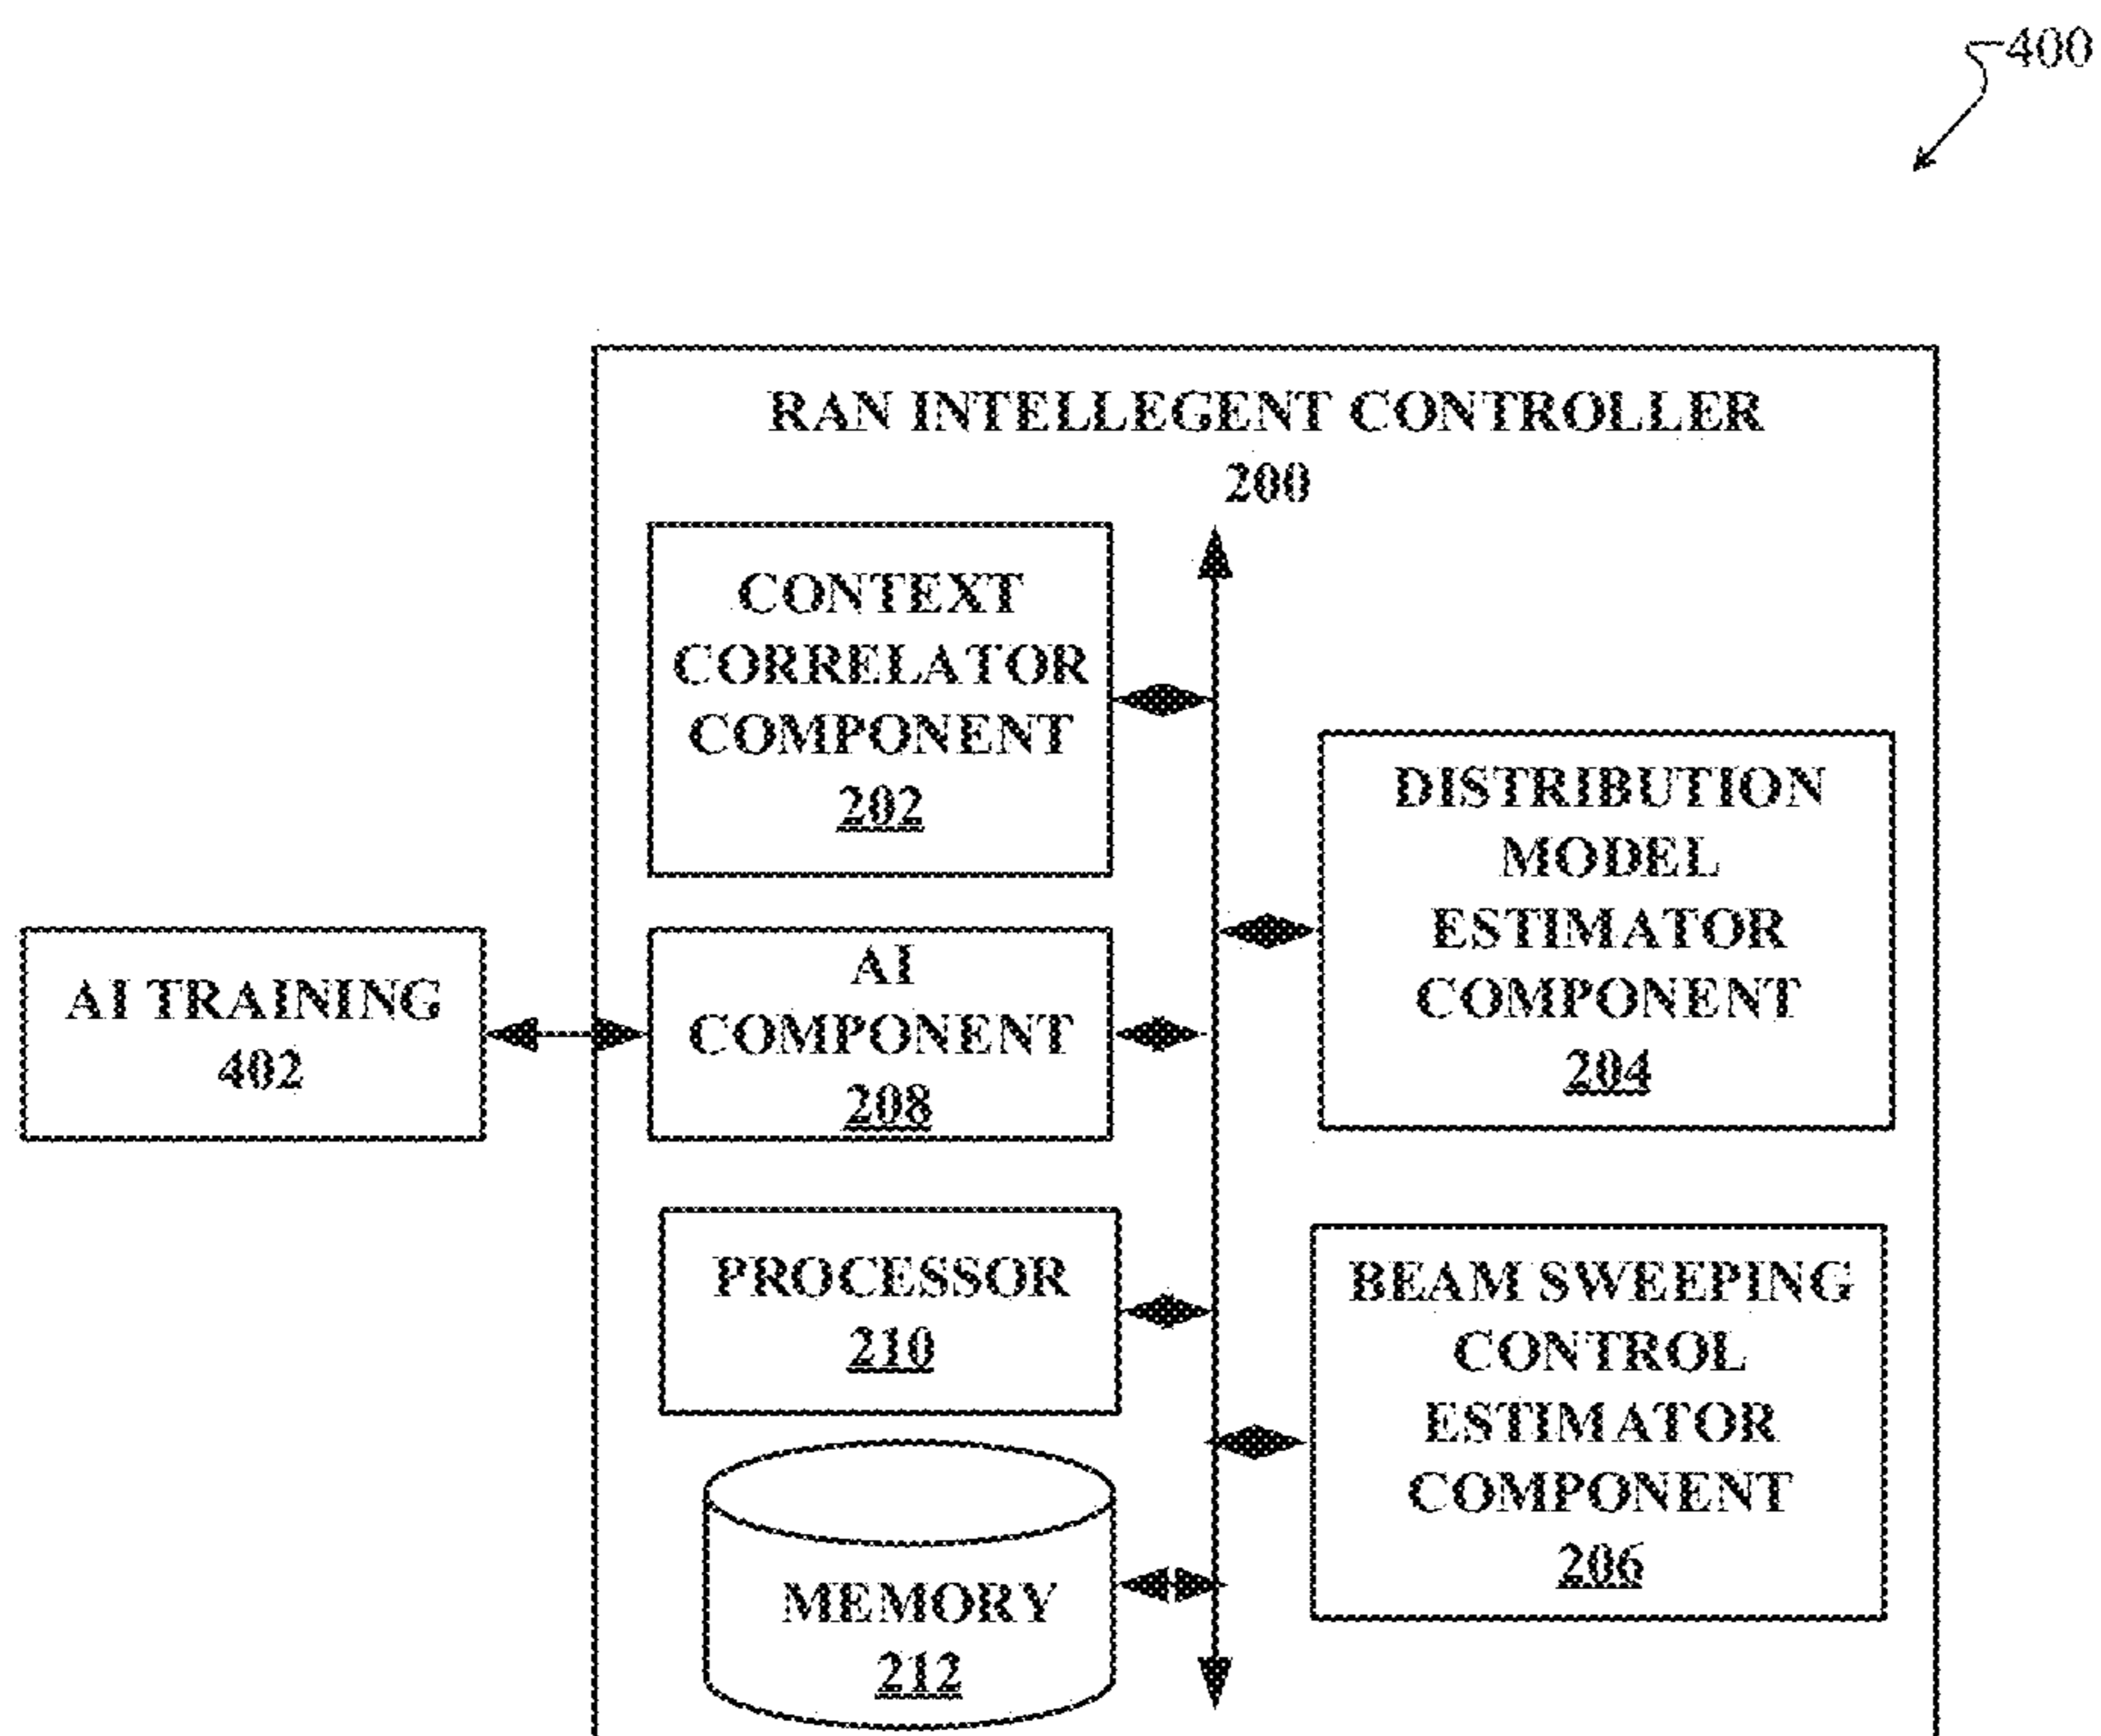 400
RAN INTELLEGENT CONTROLLER
200
CONTEXT
CORRELATOR
COMPONENT
202
DISTRIBUTION
MODEL
ESTIMATOR
COMPONENT
204
AI TRAINING
402
AI
COMPONENT
208
PROCESSOR
210
BEAM SWEEPING
CONTROL
ESTIMATOR
COMPONENT
206
MEMORY
212